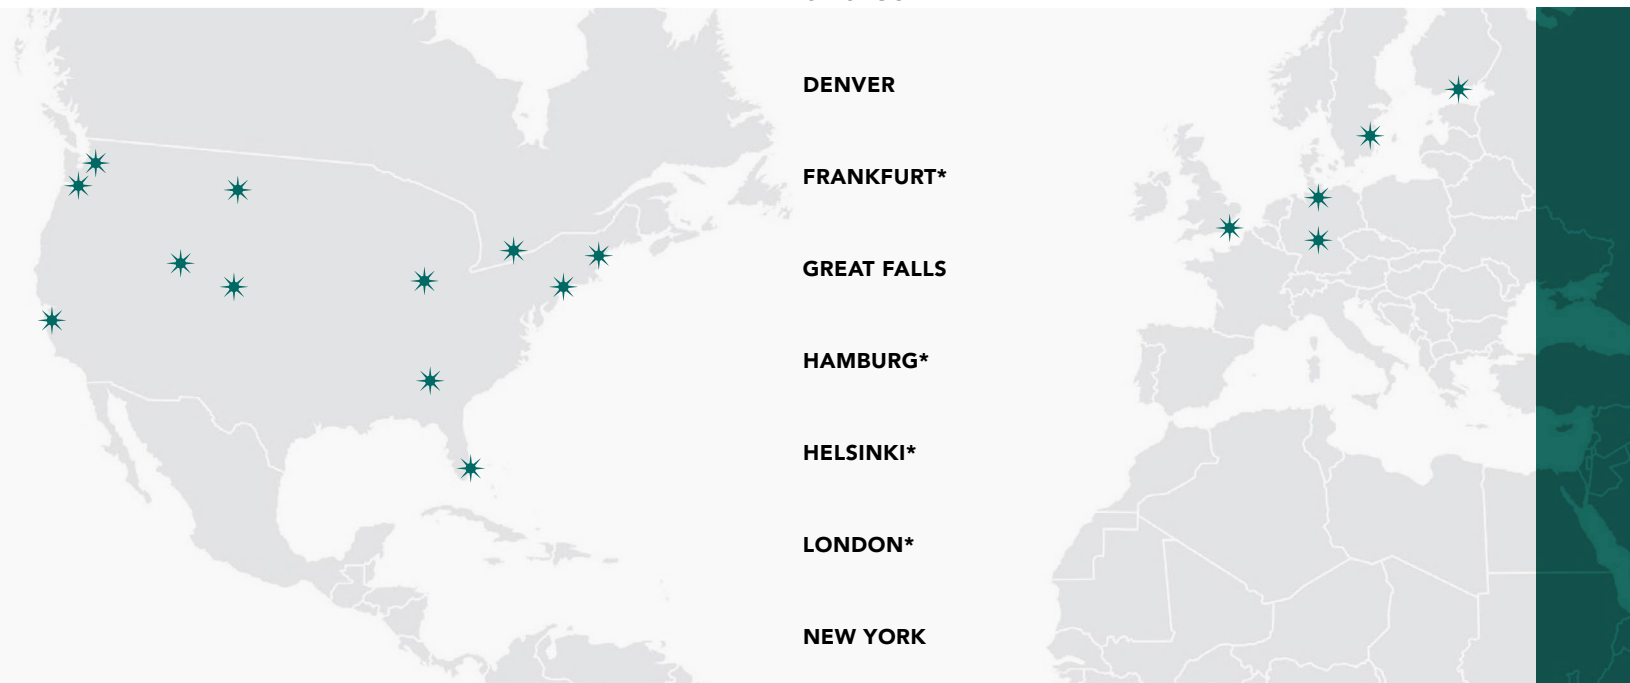 DENVER
FRANKFURT*
GREAT FALLS
HAMBURG*
HELSINKI*
LONDON*
NEW YORK